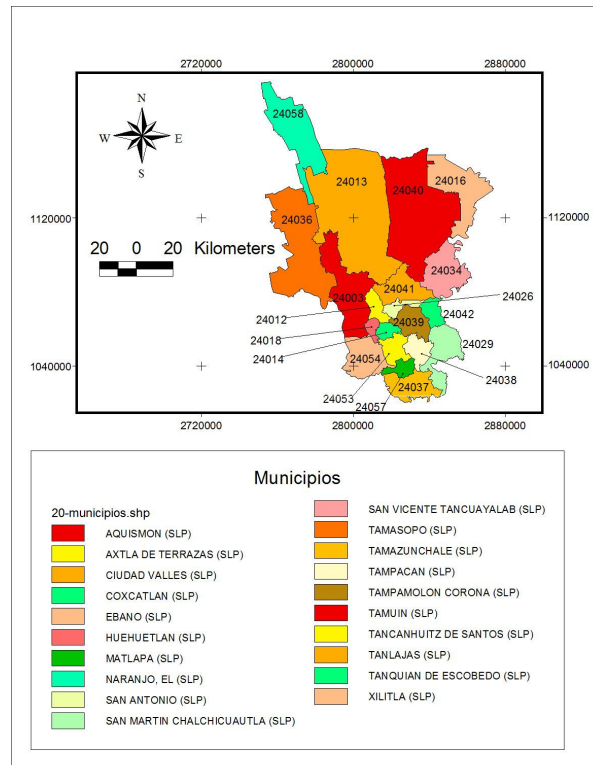 2720000 2800000 2880000
N
W E
S
24058
24013
24040
24016
1120000 1120000
24036
20 0 20 Kilometers
24034
24003
24041
24026
24012
24039
24042
24018
24014
24054
24029
1040000 1040000
24038
24053
24037
24057
2720000 2800000 2880000
Municipios
20-municipios.shp
AQUISMON (SLP)
AXTLA DE TERRAZAS (SLP)
CIUDAD VALLES (SLP)
COXCATLAN (SLP)
EBANO (SLP)
HUEHUETLAN (SLP)
MATLAPA (SLP)
NARANJO, EL (SLP)
SAN ANTONIO (SLP)
SAN MARTIN CHALCHICUAUTLA (SLP)
SAN VICENTE TANCUAYALAB (SLP)
TAMASOPO (SLP)
TAMAZUNCHALE (SLP)
TAMPACAN (SLP)
TAMPAMOLON CORONA (SLP)
TAMUIN (SLP)
TANCANHUITZ DE SANTOS (SLP)
TANLAJAS (SLP)
TANQUIAN DE ESCOBEDO (SLP)
XILITLA (SLP)